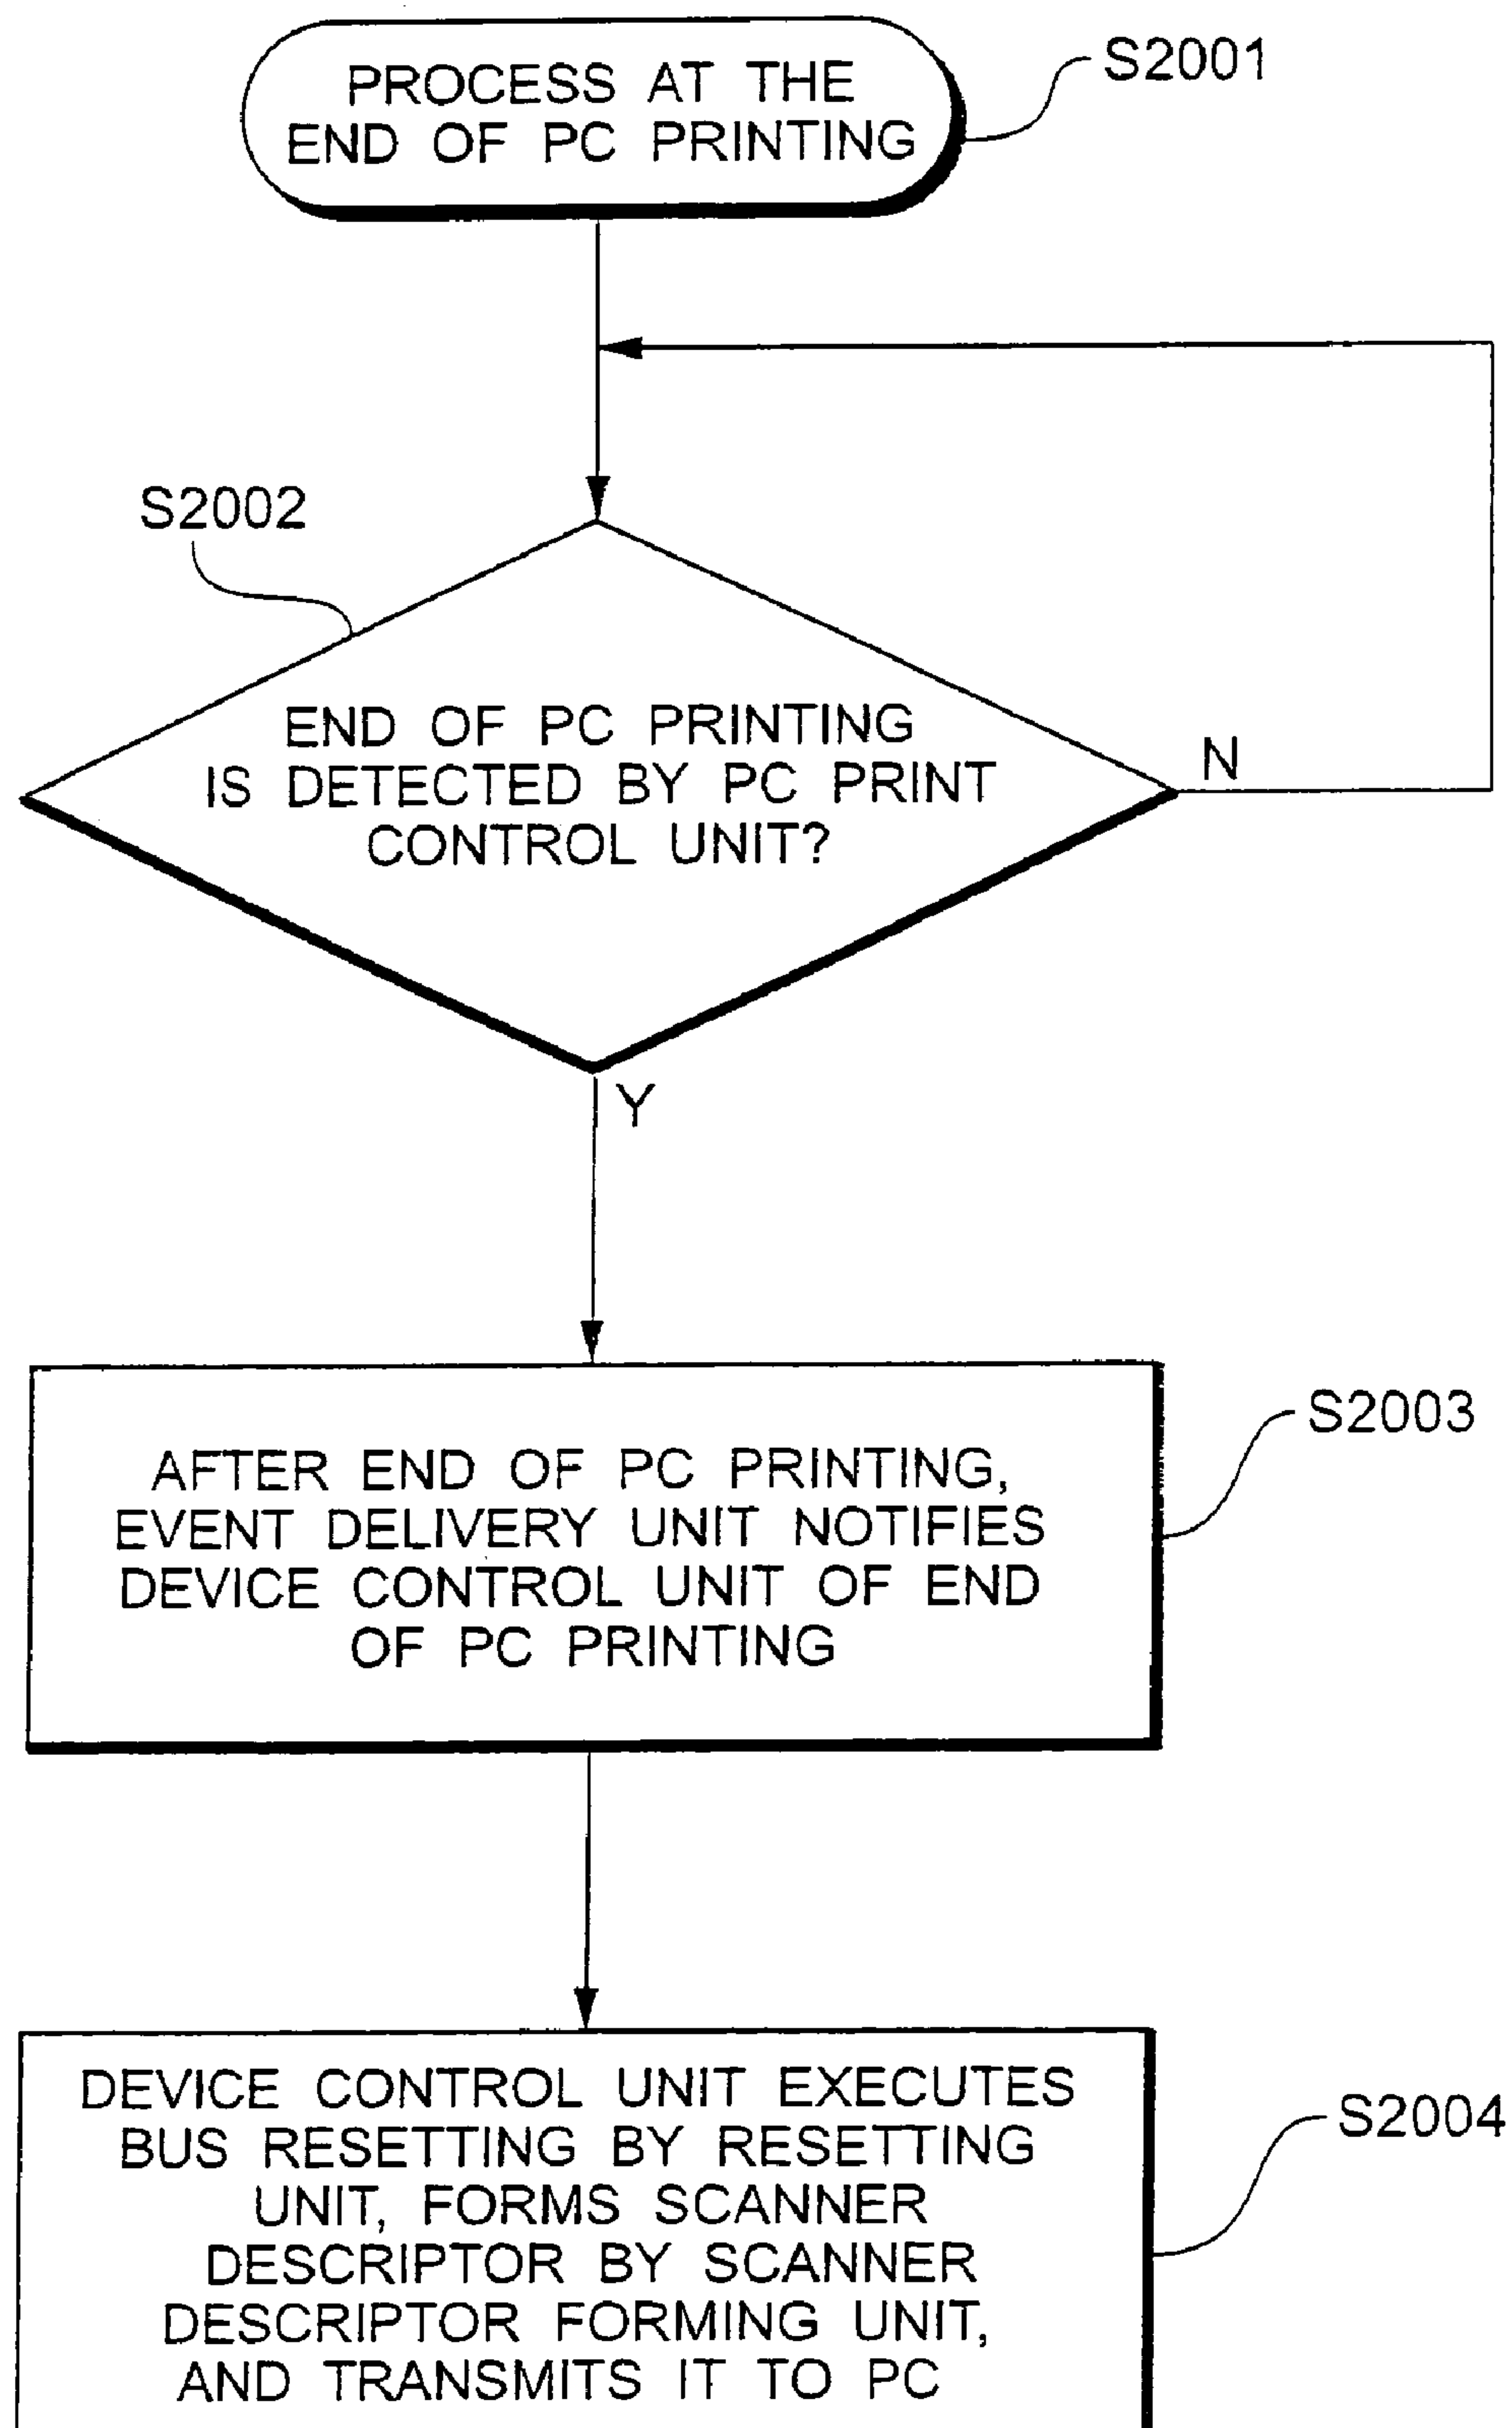 PROCESS AT THE
END OF PC PRINTING
S2001
S2002
END OF PC PRINTING
IS DETECTED BY PC PRINT
CONTROL UNIT?
N
Y
AFTER END OF PC PRINTING,
EVENT DELIVERY UNIT NOTIFIES
DEVICE CONTROL UNIT OF END
OF PC PRINTING
S2003
DEVICE CONTROL UNIT EXECUTES
BUS RESETTING BY RESETTING
UNIT, FORMS SCANNER
DESCRIPTOR BY SCANNER
DESCRIPTOR FORMING UNIT,
AND TRANSMITS IT TO PC
S2004